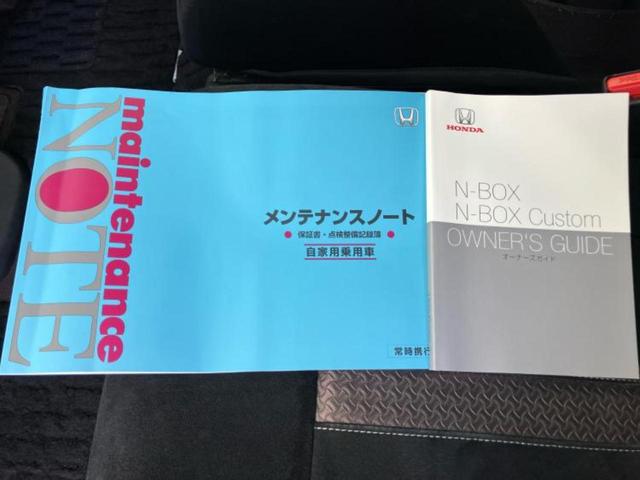 maintenance
NOTE
メンテナンスノート
保証書・点検整備記録簿
自家用乗用車
常時携行
HONDA
N-BOX
N-BOX Custom
OWNER'S GUIDE
オーナーズガイド